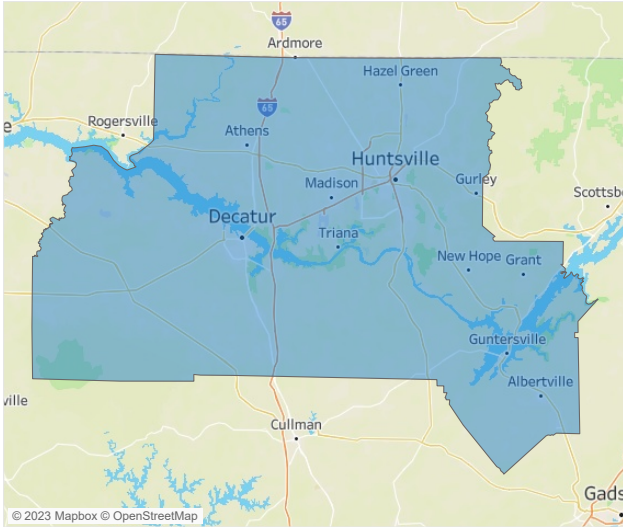 65
Ardmore
Hazel Green
65
Rogersville
e
Athens
Huntsville
Madison
Gurley
Scottsbo
Decatur
Triana
New Hope
Grant
Guntersville
Albertville
ville
Cullman
Gads
© 2023 Mapbox © OpenStreetMap